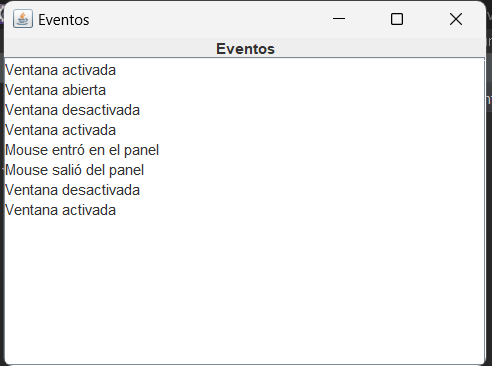 Eventos
Eventos
Ventana activada
Ventana abierta
Ventana desactivada
Ventana activada
Mouse entró en el panel
Mouse salió del panel
Ventana desactivada
Ventana activada